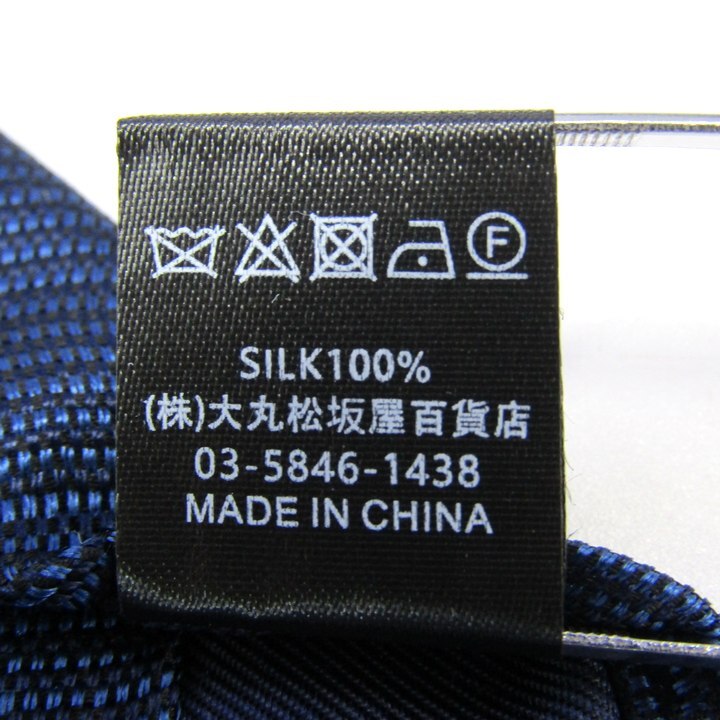 F
SILK100%
(株)大丸松坂屋百貨店
03-5846-1438
MADE IN CHINA